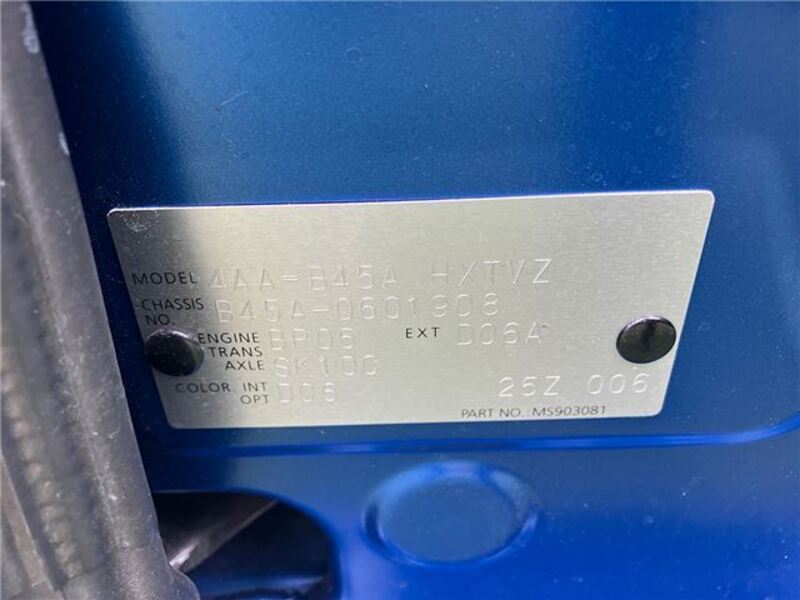 MODEL 4AA-B45A HXTVZ
CHASSIS NO. B45A-0601908
ENGINE BR06 EXT D06A
TRANS AXLE SK100
COLOR. INT D06
OPT 25Z 006
PART NO.: MS903081